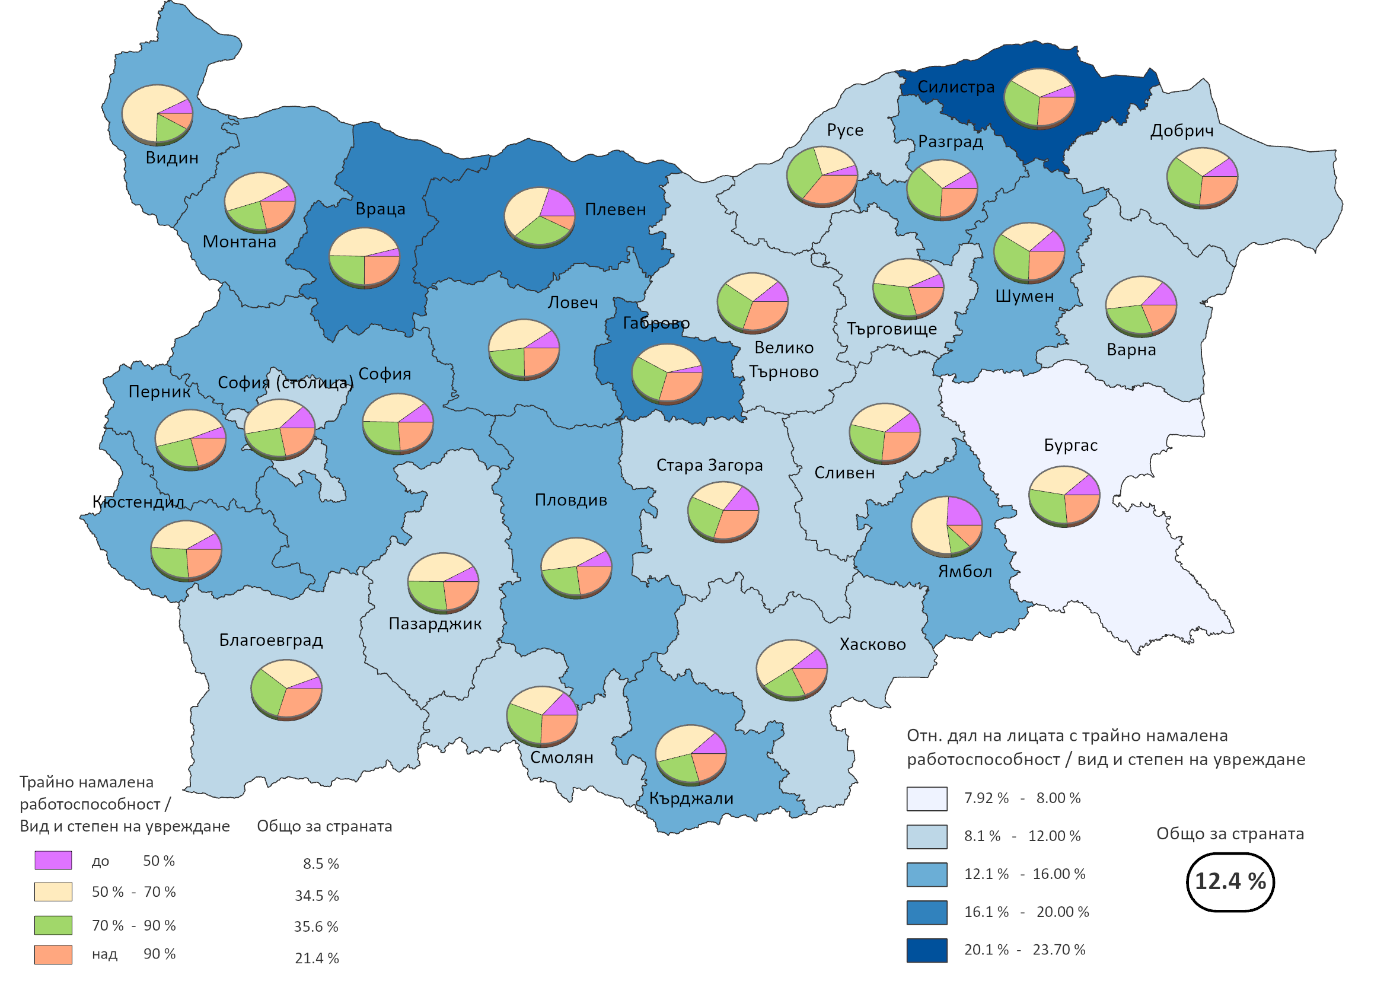 Силистра
Русе
Разград
Добрич
Видин
Враца
Плевен
Монтана
Шумен
Ловеч
Габрово
Търговище
Велико
Търново
Варна
Перник
София (столица)
София
Бургас
Стара Загора
Сливен
Кюстендил
Пловдив
Ямбол
Пазарджик
Благоевград
Хасково
Смолян
Кърджали
Трайно намалена
работоспособност /
Вид и степен на увреждане
Общо за страната
до 50 % 8.5 %
50 % - 70 % 34.5 %
70 % - 90 % 35.6 %
над 90 % 21.4 %
Отн. дял на лицата с трайно намалена
работоспособност / вид и степен на увреждане
7.92 % - 8.00 %
8.1 % - 12.00 %
12.1 % - 16.00 %
16.1 % - 20.00 %
20.1 % - 23.70 %
Общо за страната
12.4 %